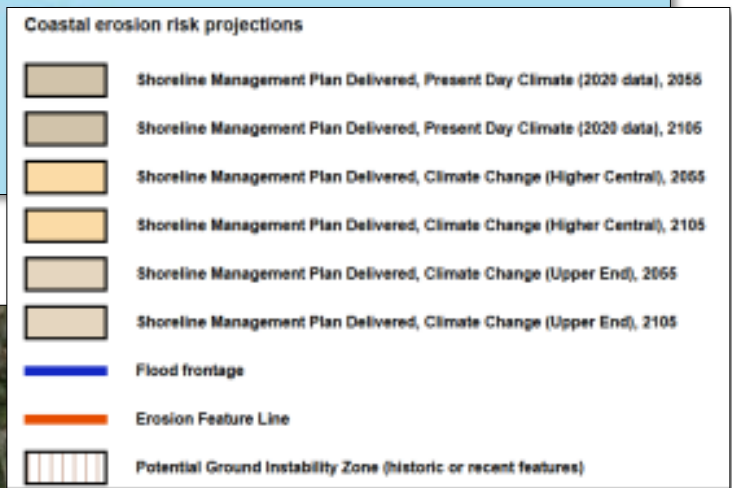 Coastal erosion risk projections
Shoreline Management Plan Delivered, Present Day Climate (2020 data), 2055
Shoreline Management Plan Delivered, Present Day Climate (2020 data), 2105
Shoreline Management Plan Delivered, Climate Change (Higher Central), 2055
Shoreline Management Plan Delivered, Climate Change (Higher Central), 2105
Shoreline Management Plan Delivered, Climate Change (Upper End), 2055
Shoreline Management Plan Delivered, Climate Change (Upper End), 2105
Flood frontage
Erosion Feature Line
Potential Ground Instability Zone (historic or recent features)